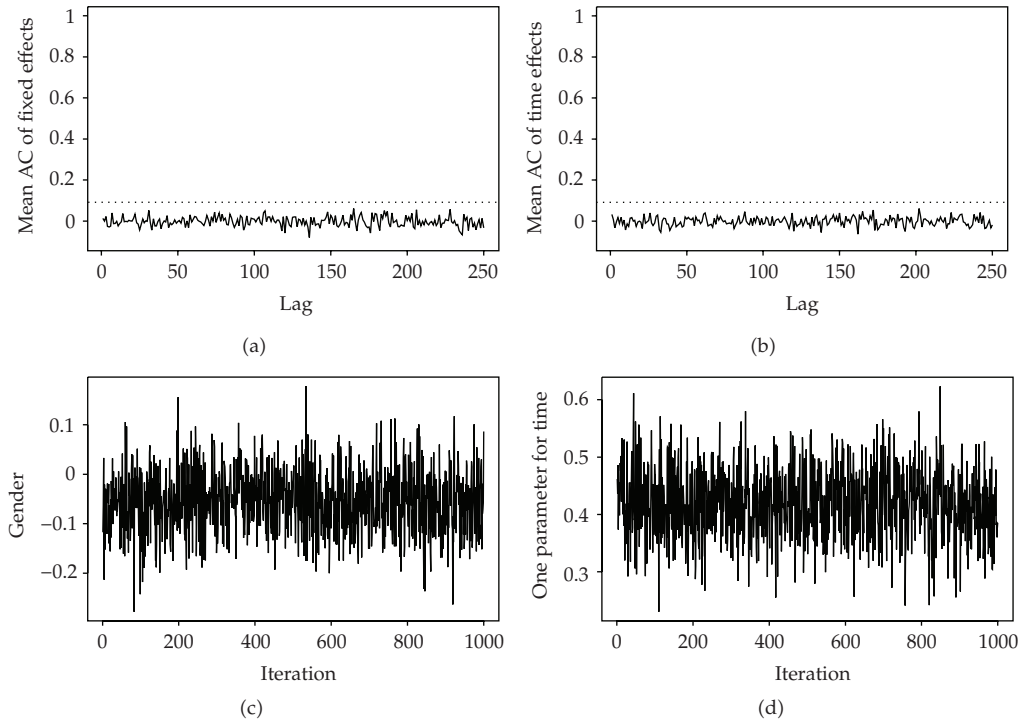 Mean AC of fixed effects
1
0.8
0.6
0.4
0.2
0
0 50 100 150 200 250
Lag
(a)
Mean AC of time effects
1
0.8
0.6
0.4
0.2
0
0 50 100 150 200 250
Lag
(b)
Gender
0.1
0
−0.1
−0.2
0 200 400 600 800 1000
Iteration
(c)
One parameter for time
0.6
0.5
0.4
0.3
0 200 400 600 800 1000
Iteration
(d)